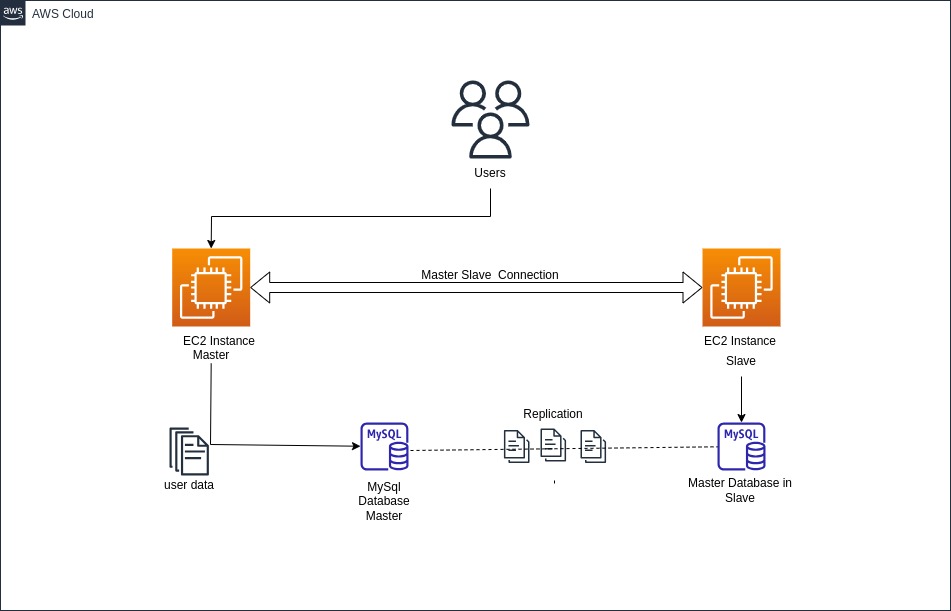 aws
AWS Cloud
Users
Master Slave  Connection
EC2 Instance
Master
EC2 Instance
Slave
Replication
MySQL
MySQL
user data
MySql
Database
Master
Master Database in
Slave